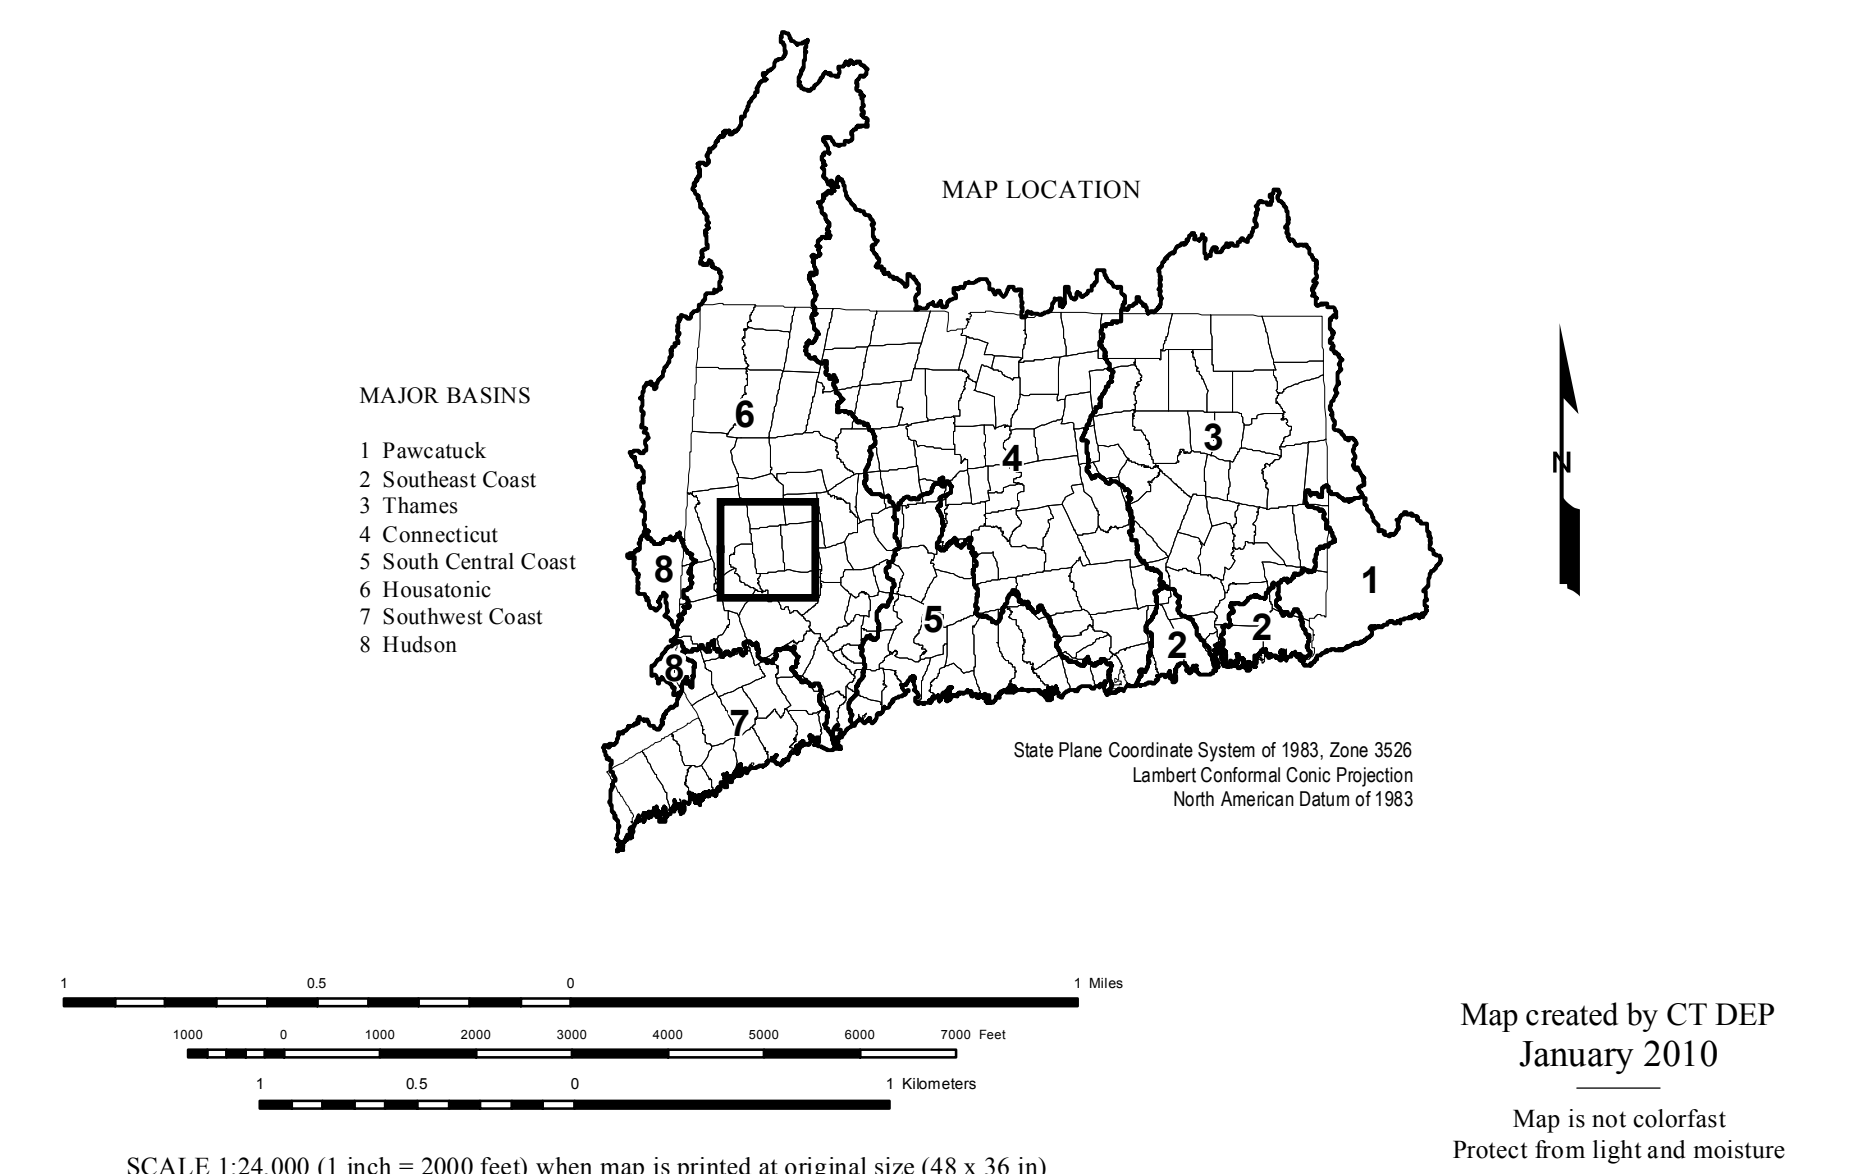 MAP LOCATION
MAJOR BASINS
1 Pawcatuck
2 Southeast Coast
3 Thames
4 Connecticut
5 South Central Coast
6 Housatonic
7 Southwest Coast
8 Hudson
6
4
3
8
1
5
2
2
8
7
N
State Plane Coordinate System of 1983, Zone 3526
Lambert Conformal Conic Projection
North American Datum of 1983
1 0.5 0 1 Miles
1000 0 1000 2000 3000 4000 5000 6000 7000 Feet
1 0.5 0 1 Kilometers
SCALE 1:24,000 (1 inch = 2000 feet) when map is printed at original size (48 x 36 in)
Map created by CT DEP
January 2010
Map is not colorfast
Protect from light and moisture